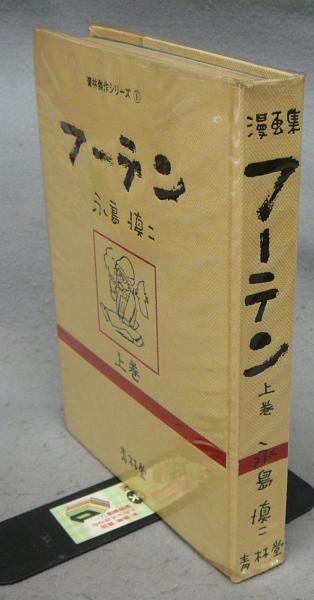 青林傑作シリーズ①
フーテン
永島慎二
上巻
青林堂
漫画集
フーテン
上巻
永島慎二
青林堂